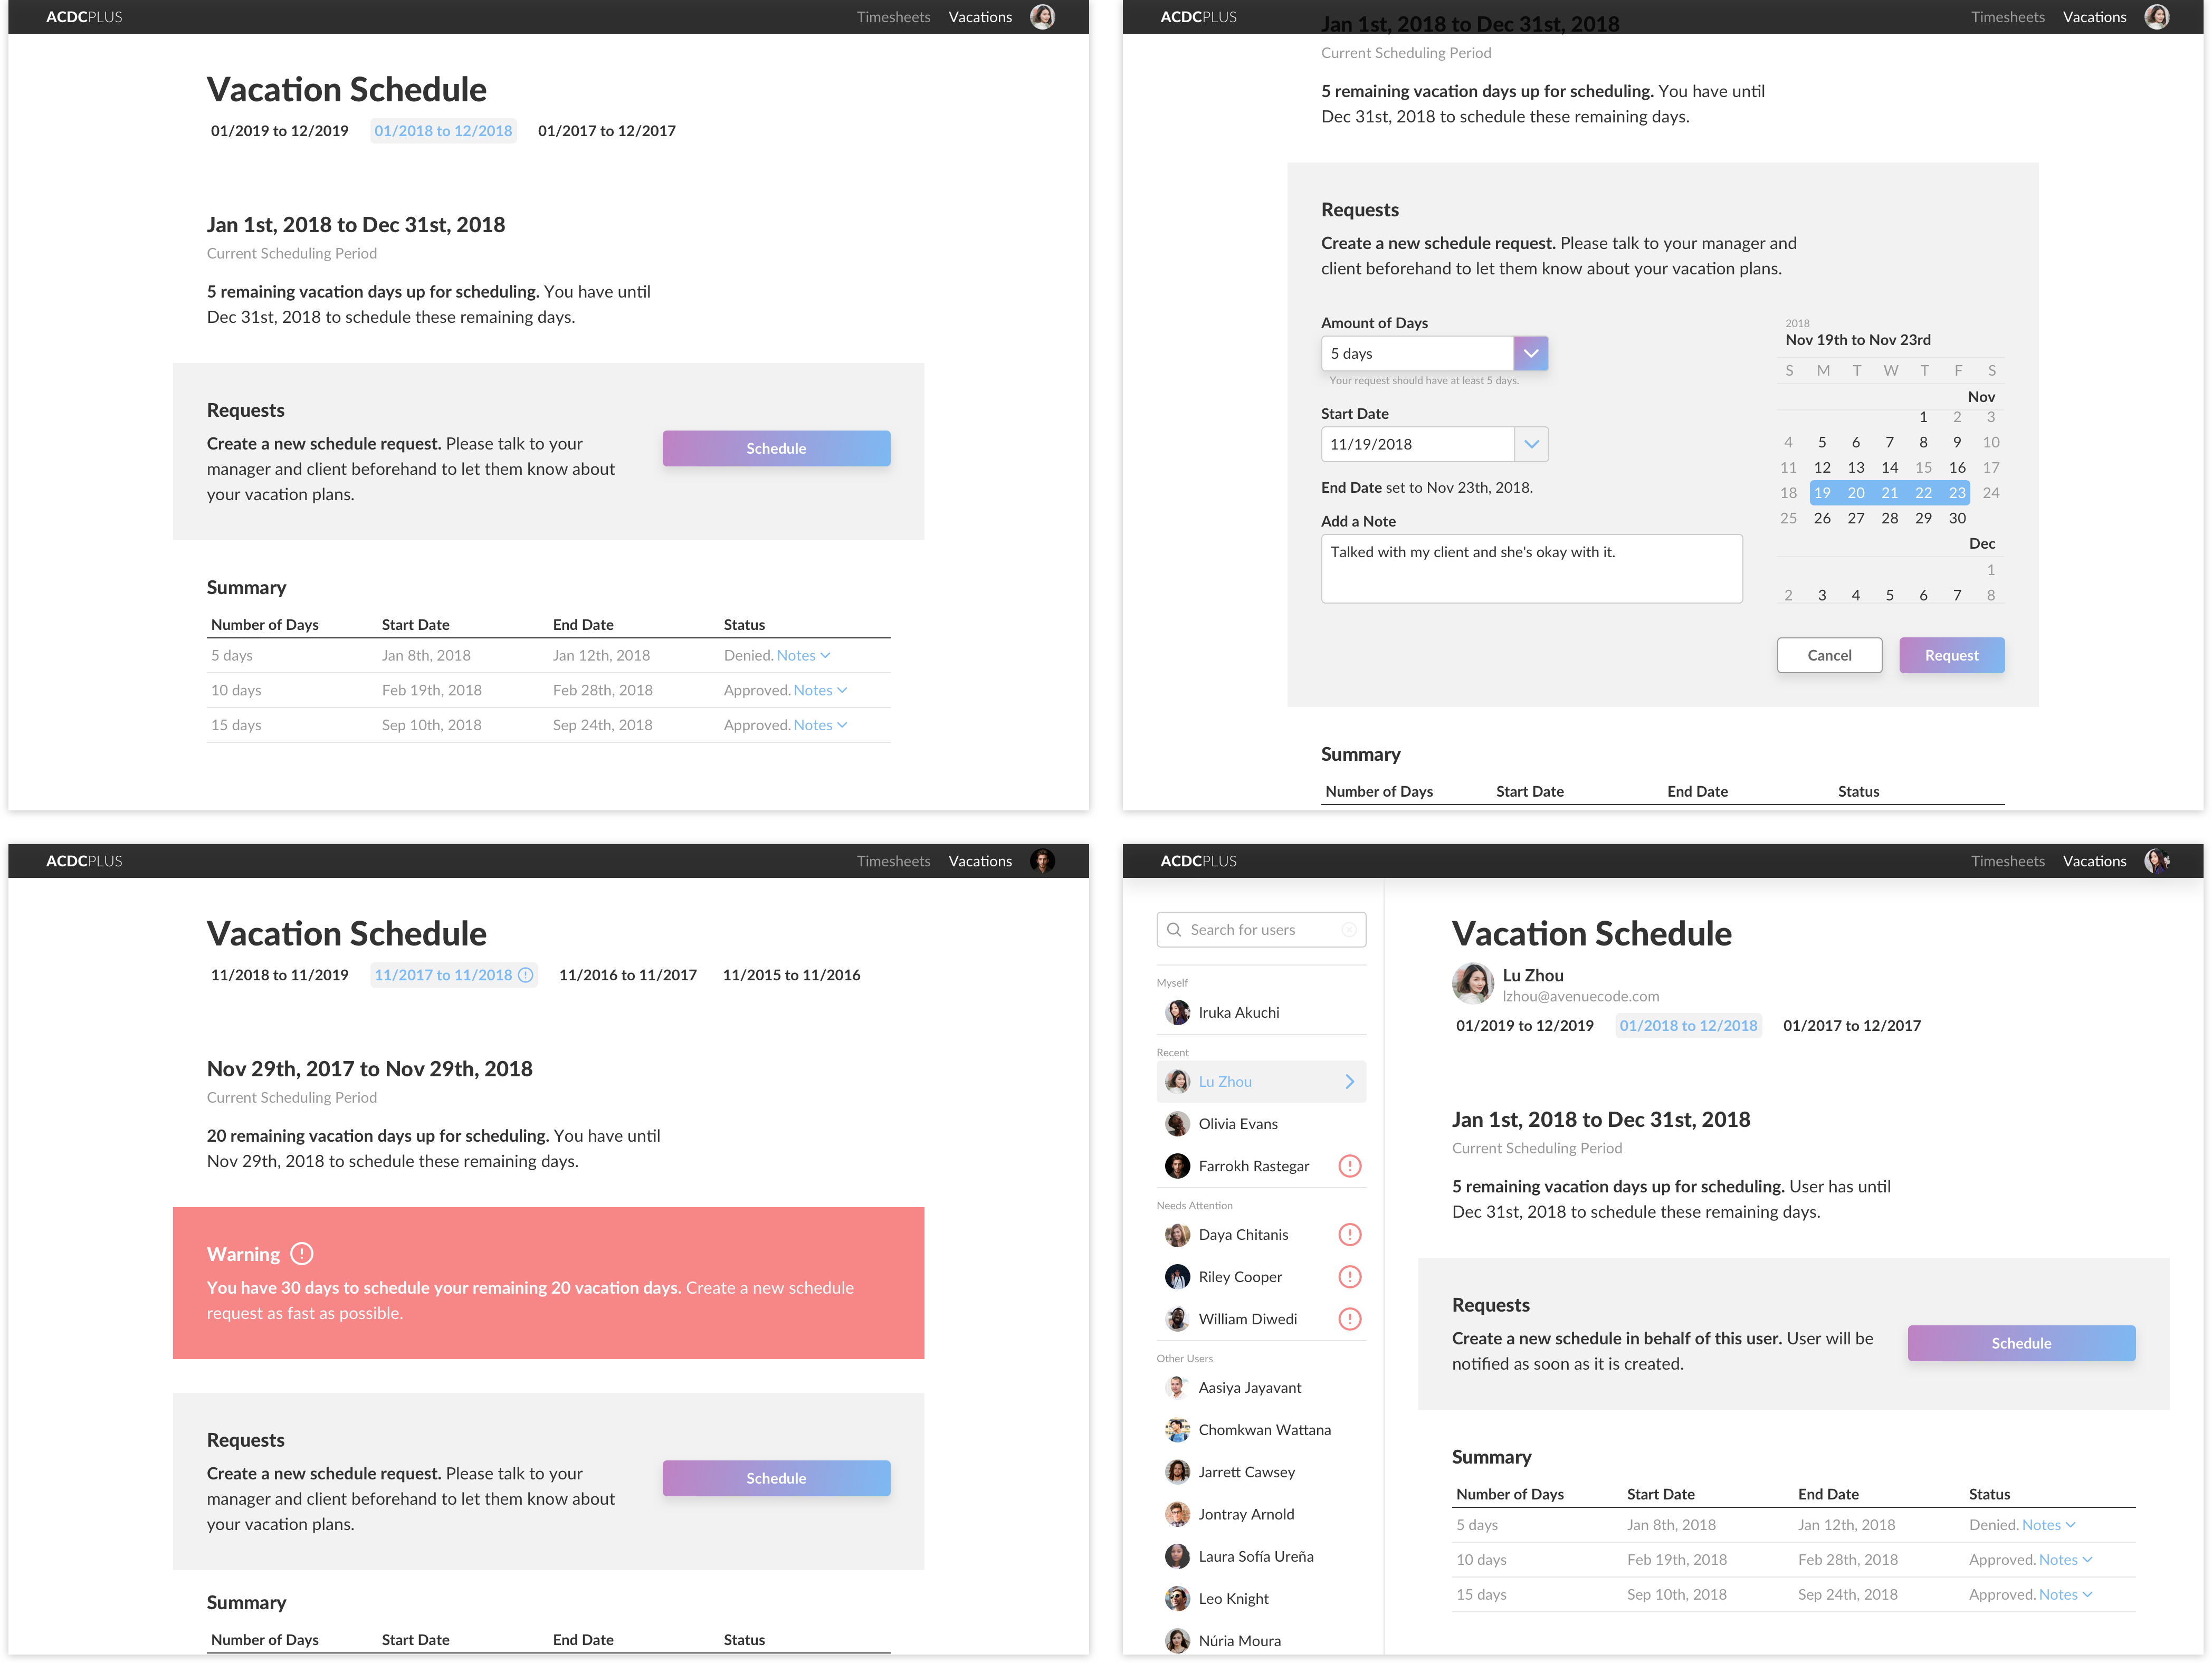 ACDCPLUS Timesheets Vacations
Vacation Schedule
01/2019 to 12/2019 01/2018 to 12/2018 01/2017 to 12/2017
Jan 1st, 2018 to Dec 31st, 2018
Current Scheduling Period
5 remaining vacation days up for scheduling. You have until
Dec 31st, 2018 to schedule these remaining days.
Requests
Create a new schedule request. Please talk to your
manager and client beforehand to let them know about
your vacation plans.
Schedule
Summary
Number of Days Start Date End Date Status
5 days Jan 8th, 2018 Jan 12th, 2018 Denied. Notes
10 days Feb 19th, 2018 Feb 28th, 2018 Approved. Notes
15 days Sep 10th, 2018 Sep 24th, 2018 Approved. Notes
ACDCPLUS Timesheets Vacations
Jan 1st, 2018 to Dec 31st, 2018
Current Scheduling Period
5 remaining vacation days up for scheduling. You have until
Dec 31st, 2018 to schedule these remaining days.
Requests
Create a new schedule request. Please talk to your manager and
client beforehand to let them know about your vacation plans.
Amount of Days
5 days
Your request should have at least 5 days.
Start Date
11/19/2018
End Date set to Nov 23th, 2018.
Add a Note
Talked with my client and she's okay with it.
2018
Nov 19th to Nov 23rd
S M T W T F S
Nov
1 2 3
4 5 6 7 8 9 10
11 12 13 14 15 16 17
18 19 20 21 22 23 24
25 26 27 28 29 30
Dec
1
2 3 4 5 6 7 8
Cancel Request
Summary
Number of Days Start Date End Date Status
ACDCPLUS Timesheets Vacations
Vacation Schedule
11/2018 to 11/2019 11/2017 to 11/2018 11/2016 to 11/2017 11/2015 to 11/2016
Nov 29th, 2017 to Nov 29th, 2018
Current Scheduling Period
20 remaining vacation days up for scheduling. You have until
Nov 29th, 2018 to schedule these remaining days.
Warning
You have 30 days to schedule your remaining 20 vacation days. Create a new schedule
request as fast as possible.
Requests
Create a new schedule request. Please talk to your
manager and client beforehand to let them know about
your vacation plans.
Schedule
Summary
Number of Days Start Date End Date Status
ACDCPLUS Timesheets Vacations
Search for users
Myself
Iruka Akuchi
Recent
Lu Zhou
Olivia Evans
Farrokh Rastegar
Needs Attention
Daya Chitanis
Riley Cooper
William Diwedi
Other Users
Aasiya Jayavant
Chomkwan Wattana
Jarrett Cawsey
Jontray Arnold
Laura Sofía Ureña
Leo Knight
Núria Moura
Vacation Schedule
Lu Zhou
lzhou@avenuecode.com
01/2019 to 12/2019 01/2018 to 12/2018 01/2017 to 12/2017
Jan 1st, 2018 to Dec 31st, 2018
Current Scheduling Period
5 remaining vacation days up for scheduling. User has until
Dec 31st, 2018 to schedule these remaining days.
Requests
Create a new schedule in behalf of this user. User will be
notified as soon as it is created.
Schedule
Summary
Number of Days Start Date End Date Status
5 days Jan 8th, 2018 Jan 12th, 2018 Denied. Notes
10 days Feb 19th, 2018 Feb 28th, 2018 Approved. Notes
15 days Sep 10th, 2018 Sep 24th, 2018 Approved. Notes